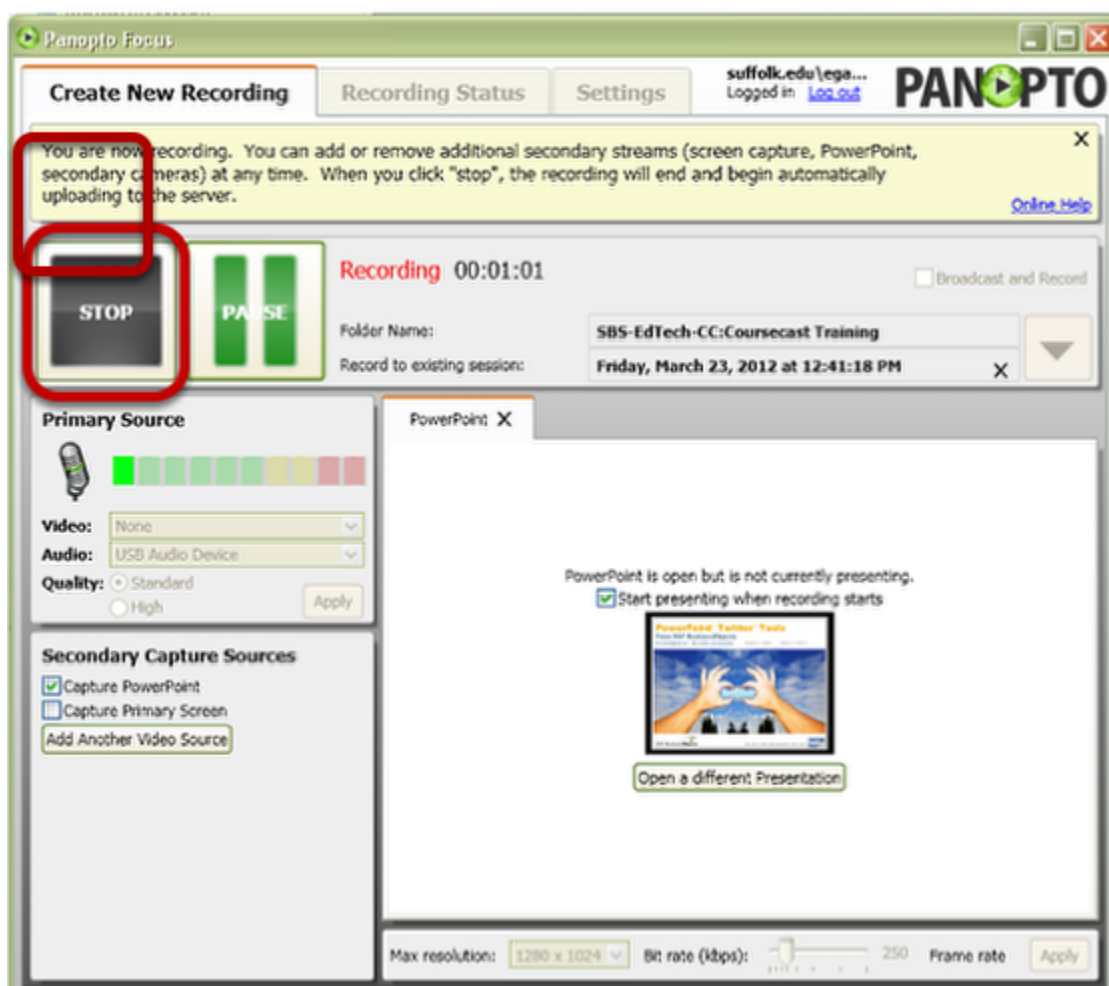 Panopto Focus
Create New Recording
Recording Status
Settings
suffolk.edu\ega...
Logged in Log out
PANOPTO
You are now recording. You can add or remove additional secondary streams (screen capture, PowerPoint,
secondary cameras) at any time. When you click "stop", the recording will end and begin automatically
uploading to the server.
Online Help
STOP
PAUSE
Recording 00:01:01
Broadcast and Record
Folder Name: SBS-EdTech-CC:Coursecast Training
Record to existing session: Friday, March 23, 2012 at 12:41:18 PM X
Primary Source
Video: None
Audio: USB Audio Device
Quality: Standard
High
Apply
Secondary Capture Sources
Capture PowerPoint
Capture Primary Screen
Add Another Video Source
PowerPoint X
PowerPoint is open but is not currently presenting.
Start presenting when recording starts
PowerPoint Twitter Tools
Open a different Presentation
Max resolution: 1280 x 1024 Bit rate (kbps): 250 Frame rate Apply